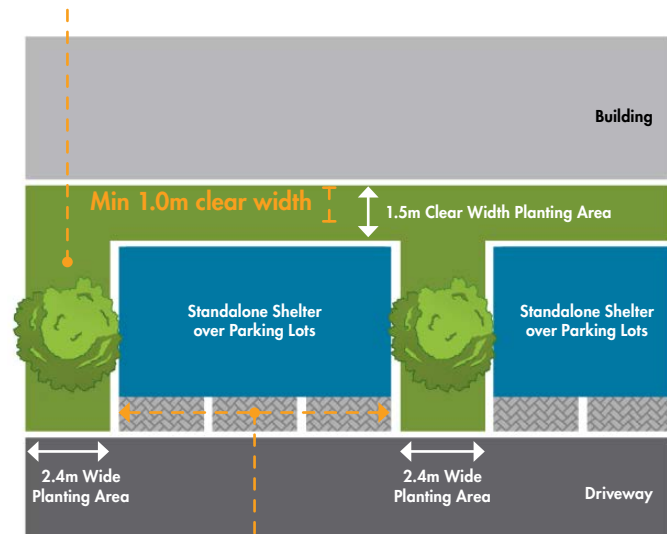 Building
Min 1.0m clear width
1.5m Clear Width Planting Area
Standalone Shelter
over Parking Lots
Standalone Shelter
over Parking Lots
2.4m Wide
Planting Area
2.4m Wide
Planting Area
Driveway